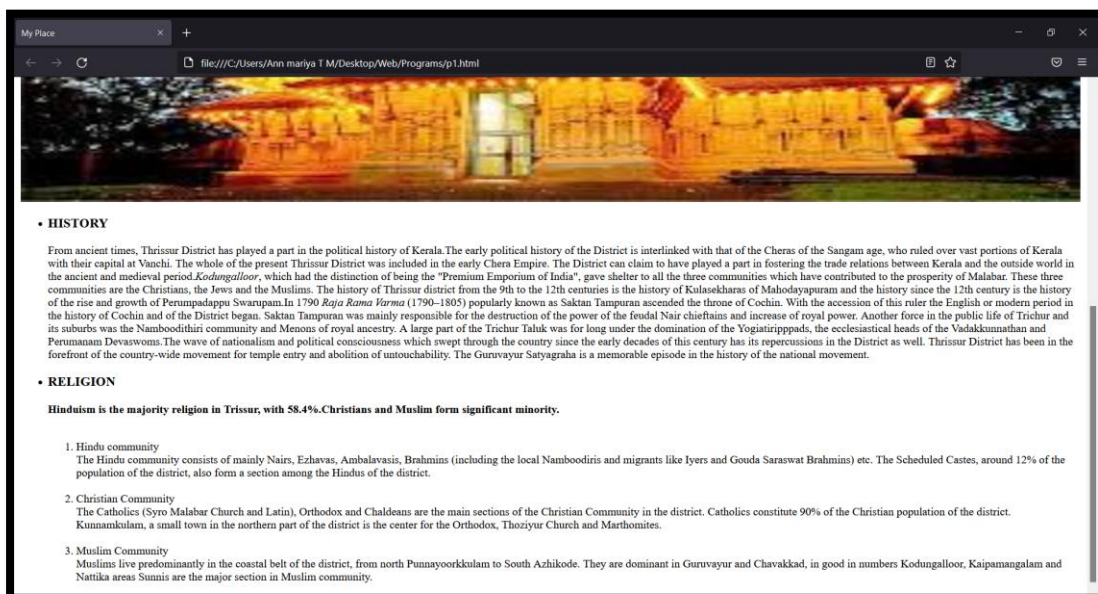 My Place
file:///C:/Users/Ann mariya T M/Desktop/Web/Programs/p1.html
• HISTORY
From ancient times, Thrissur District has played a part in the political history of Kerala.The early political history of the District is interlinked with that of the Cheras of the Sangam age, who ruled over vast portions of Kerala
with their capital at Vanchi. The whole of the present Thrissur District was included in the early Chera Empire. The District can claim to have played a part in fostering the trade relations between Kerala and the outside world in
the ancient and medieval period.Kodungalloor, which had the distinction of being the "Premium Emporium of India", gave shelter to all the three communities which have contributed to the prosperity of Malabar. These three
communities are the Christians, the Jews and the Muslims. The history of Thrissur district from the 9th to the 12th centuries is the history of Kulasekharas of Mahodayapuram and the history since the 12th century is the history
of the rise and growth of Perumpadappu Swarupam.In 1790 Raja Rama Varma (1790–1805) popularly known as Saktan Tampuran ascended the throne of Cochin. With the accession of this ruler the English or modern period in
the history of Cochin and of the District began. Saktan Tampuran was mainly responsible for the destruction of the power of the feudal Nair chieftains and increase of royal power. Another force in the public life of Trichur and
its suburbs was the Namboodithiri community and Menons of royal ancestry. A large part of the Trichur Taluk was for long under the domination of the Yogiatiripppads, the ecclesiastical heads of the Vadakkunnathan and
Perumanam Devaswoms.The wave of nationalism and political consciousness which swept through the country since the early decades of this century has its repercussions in the District as well. Thrissur District has been in the
forefront of the country-wide movement for temple entry and abolition of untouchability. The Guruvayur Satyagraha is a memorable episode in the history of the national movement.
• RELIGION
Hinduism is the majority religion in Trissur, with 58.4%.Christians and Muslim form significant minority.
1. Hindu community
The Hindu community consists of mainly Nairs, Ezhavas, Ambalavasis, Brahmins (including the local Namboodiris and migrants like Iyers and Gouda Saraswat Brahmins) etc. The Scheduled Castes, around 12% of the
population of the district, also form a section among the Hindus of the district.
2. Christian Community
The Catholics (Syro Malabar Church and Latin), Orthodox and Chaldeans are the main sections of the Christian Community in the district. Catholics constitute 90% of the Christian population of the district.
Kunnamkulam, a small town in the northern part of the district is the center for the Orthodox, Thoziyur Church and Marthomites.
3. Muslim Community
Muslims live predominantly in the coastal belt of the district, from north Punnayoorkkulam to South Azhikode. They are dominant in Guruvayur and Chavakkad, in good in numbers Kodungalloor, Kaipamangalam and
Nattika areas Sunnis are the major section in Muslim community.